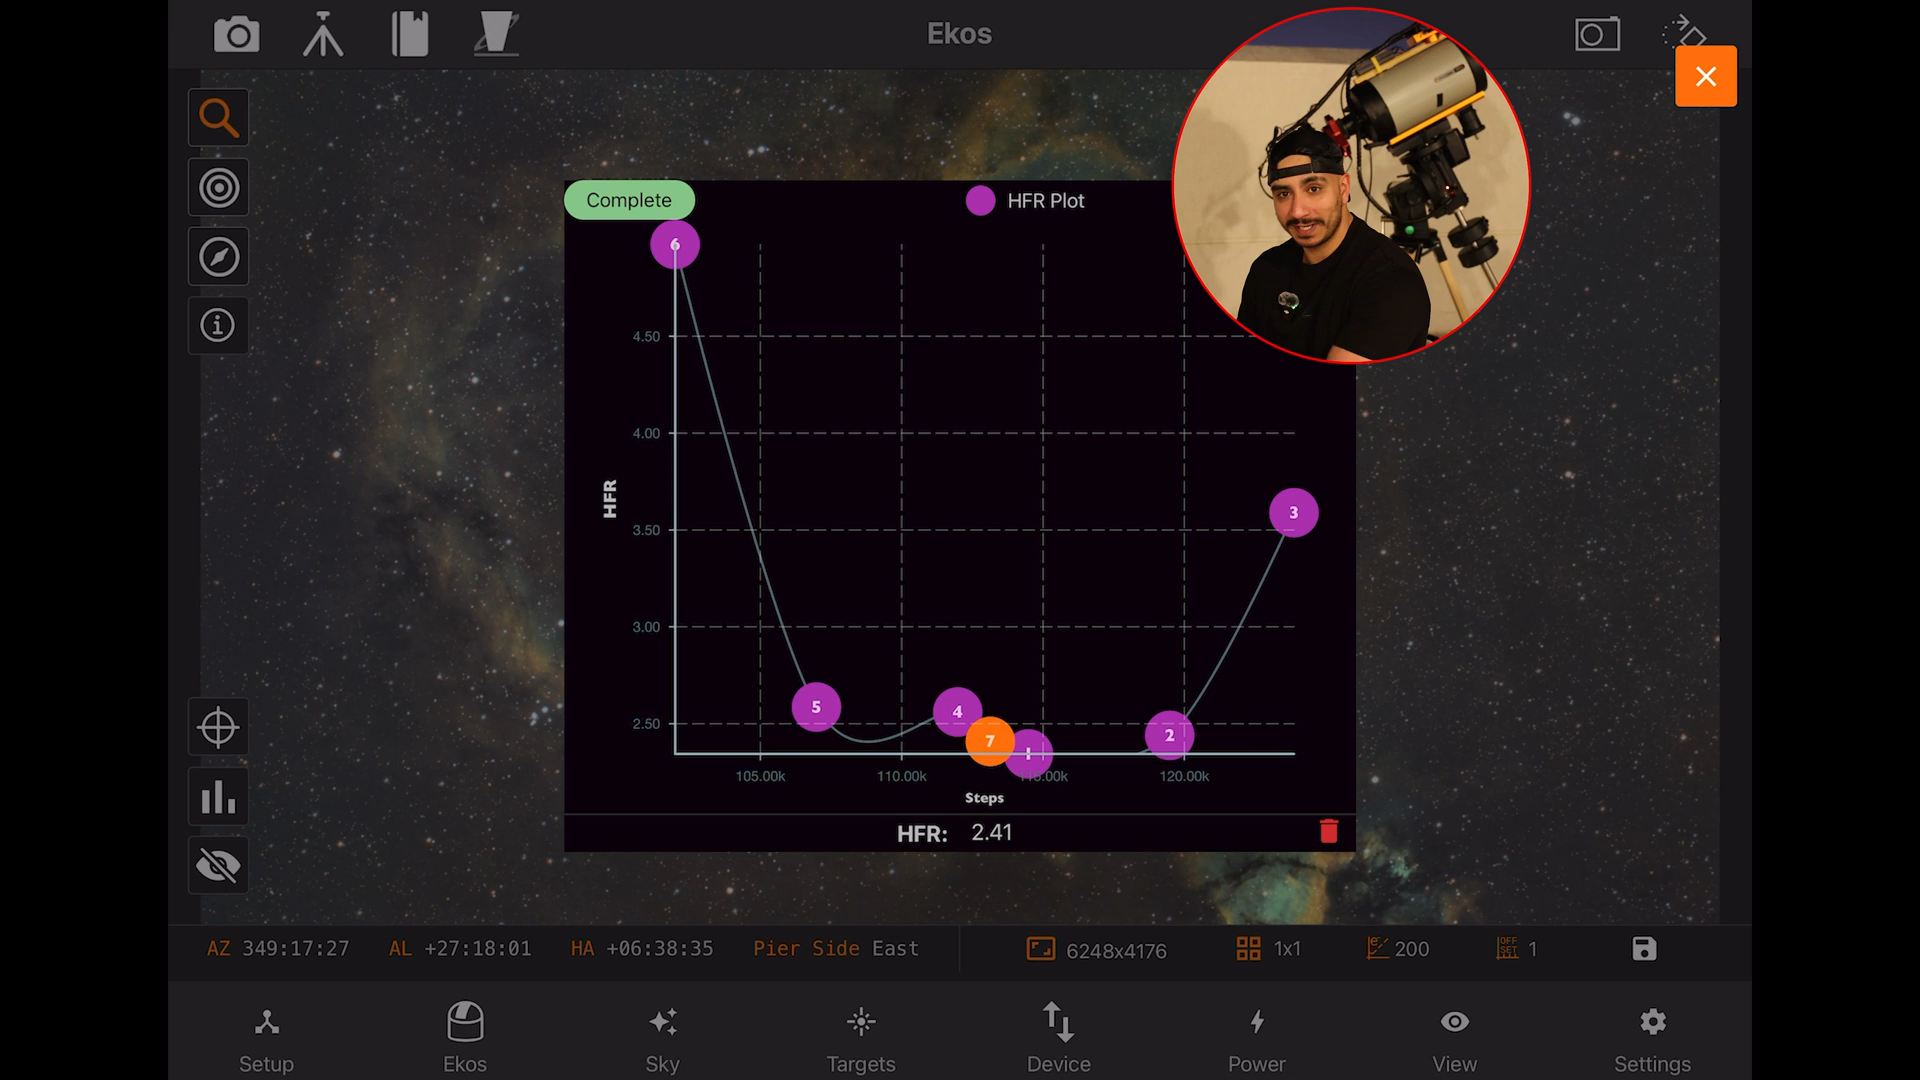 Ekos
Complete
HFR Plot
6
4.50
4.00
HFR
3.50
3
3.00
5
4
2.50
7
1
2
105.00k
110.00k
120.00k
Steps
HFR: 2.41
AZ 349:17:27 AL +27:18:01 HA +06:38:35 Pier Side East 6248x4176 1x1 200 OFF SET 1
Setup Ekos Sky Targets Device Power View Settings